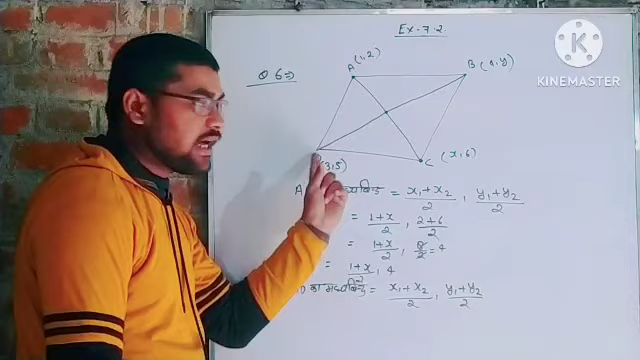 Ex-7.2
Q 6⇒
A (1,2)
B (4,y)
KINEMASTER
(3,5)
C (x,6)
= x₁+x₂/2 , y₁+y₂/2
= 1+x/2 , 2+6/2
= 1+x/2 , 8/2 = 4
= 1+x/2 , 4
का मध्यबिन्दु = x₁+x₂/2 , y₁+y₂/2